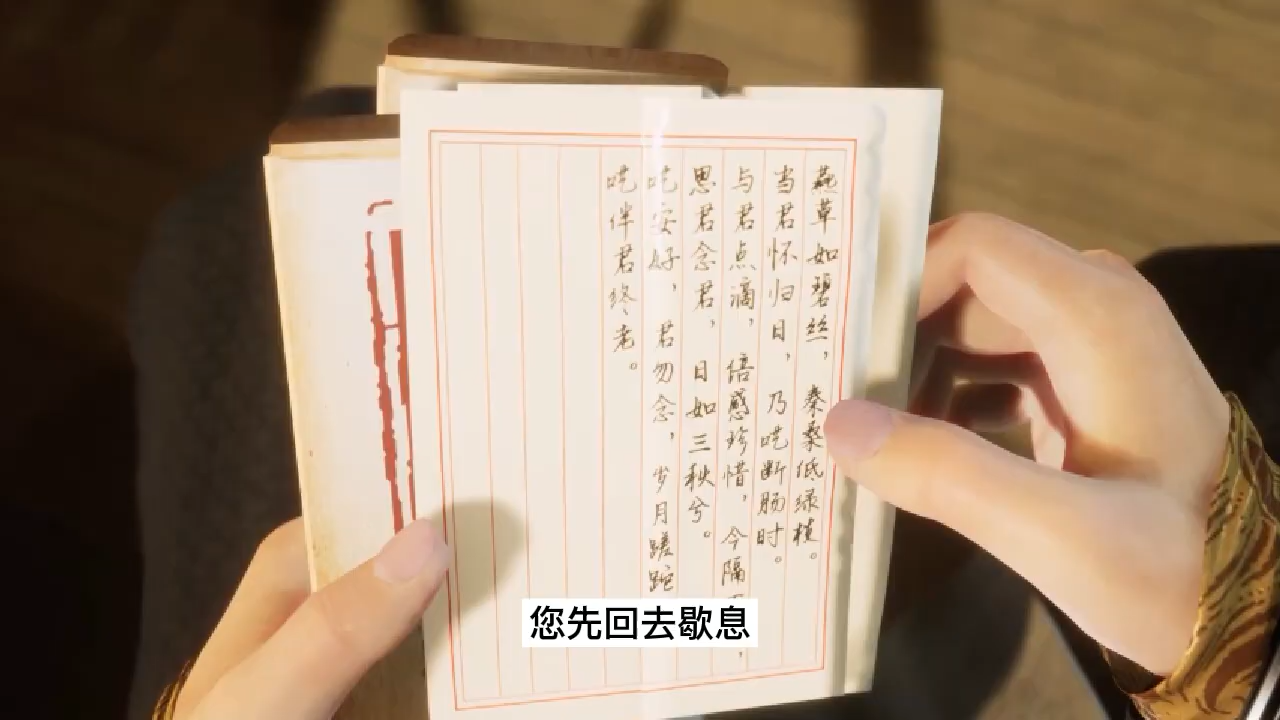 燕草如碧丝，秦桑低绿枝。
当君怀归日，乃吒断肠时。
与君点滴，倍感珍惜，今隔
思君念君，日如三秋兮。
吒安好，君勿念，岁月蹉跎
吒伴君终老。
您先回去歇息